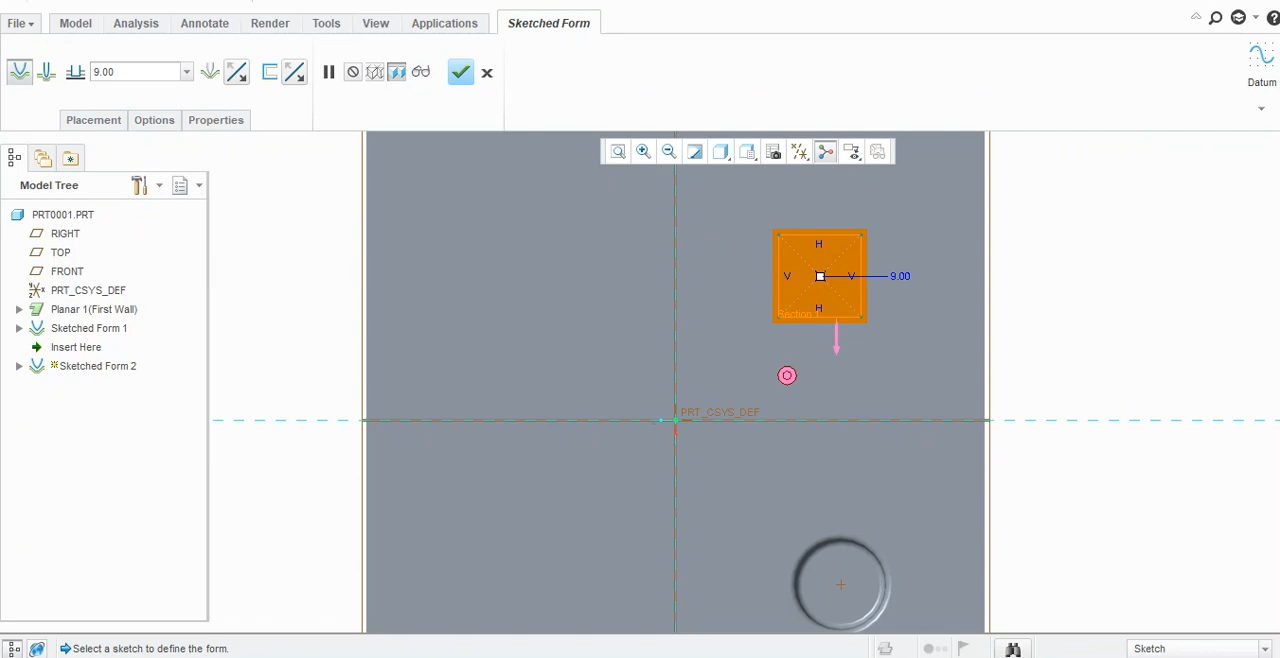 File Model Analysis Annotate Render Tools View Applications Sketched Form
9.00
Datum
Placement Options Properties
Model Tree
PRT0001.PRT
RIGHT
TOP
FRONT
PRT_CSYS_DEF
Planar 1(First Wall)
Sketched Form 1
Insert Here
Sketched Form 2
H
V V 9.00
H
Section 1
PRT_CSYS_DEF
Select a sketch to define the form.
Sketch